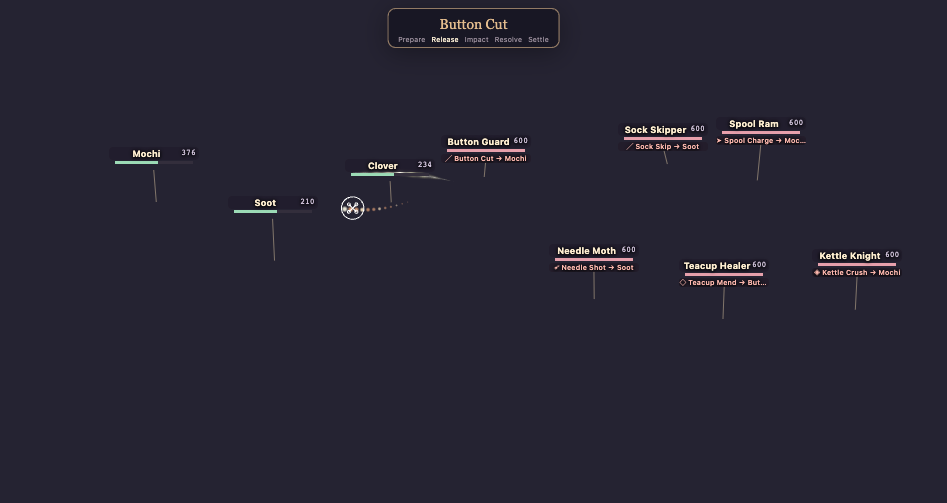 Button Cut
Prepare Release Impact Resolve Settle
Mochi 376
Soot 210
Clover 234
Button Guard 600
Button Cut → Mochi
Sock Skipper 600
Sock Skip → Soot
Spool Ram 600
Spool Charge → Moc...
Needle Moth 600
Needle Shot → Soot
Teacup Healer 600
Teacup Mend → But...
Kettle Knight 600
Kettle Crush → Mochi